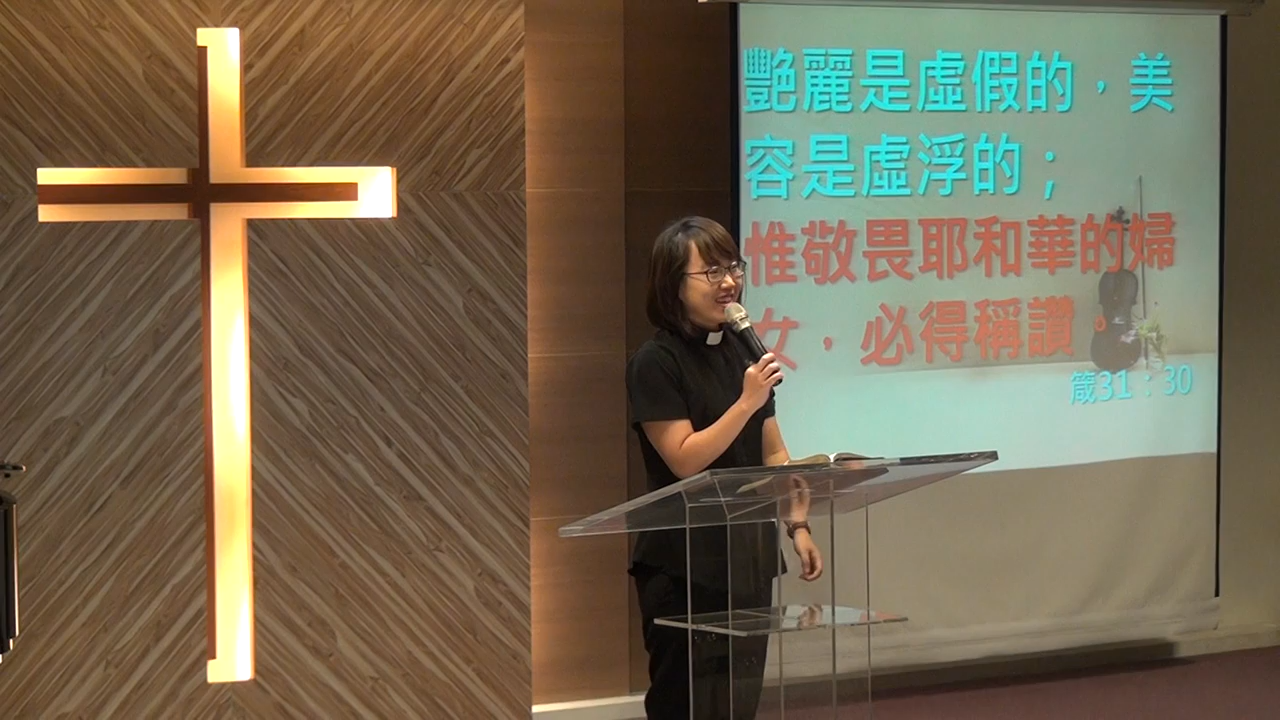 艷麗是虛假的，美
容是虛浮的；
惟敬畏耶和華的婦
女，必得稱讚。
箴31：30